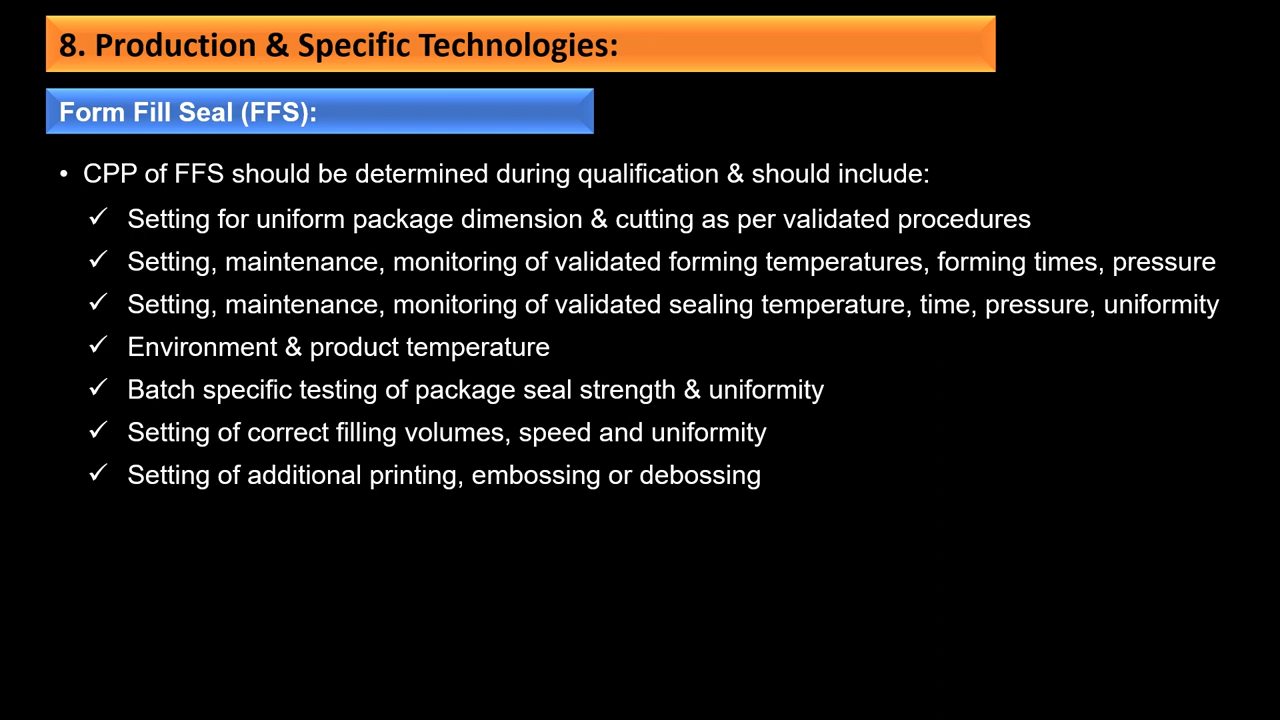 8. Production & Specific Technologies:
Form Fill Seal (FFS):
• CPP of FFS should be determined during qualification & should include:
✓ Setting for uniform package dimension & cutting as per validated procedures
✓ Setting, maintenance, monitoring of validated forming temperatures, forming times, pressure
✓ Setting, maintenance, monitoring of validated sealing temperature, time, pressure, uniformity
✓ Environment & product temperature
✓ Batch specific testing of package seal strength & uniformity
✓ Setting of correct filling volumes, speed and uniformity
✓ Setting of additional printing, embossing or debossing